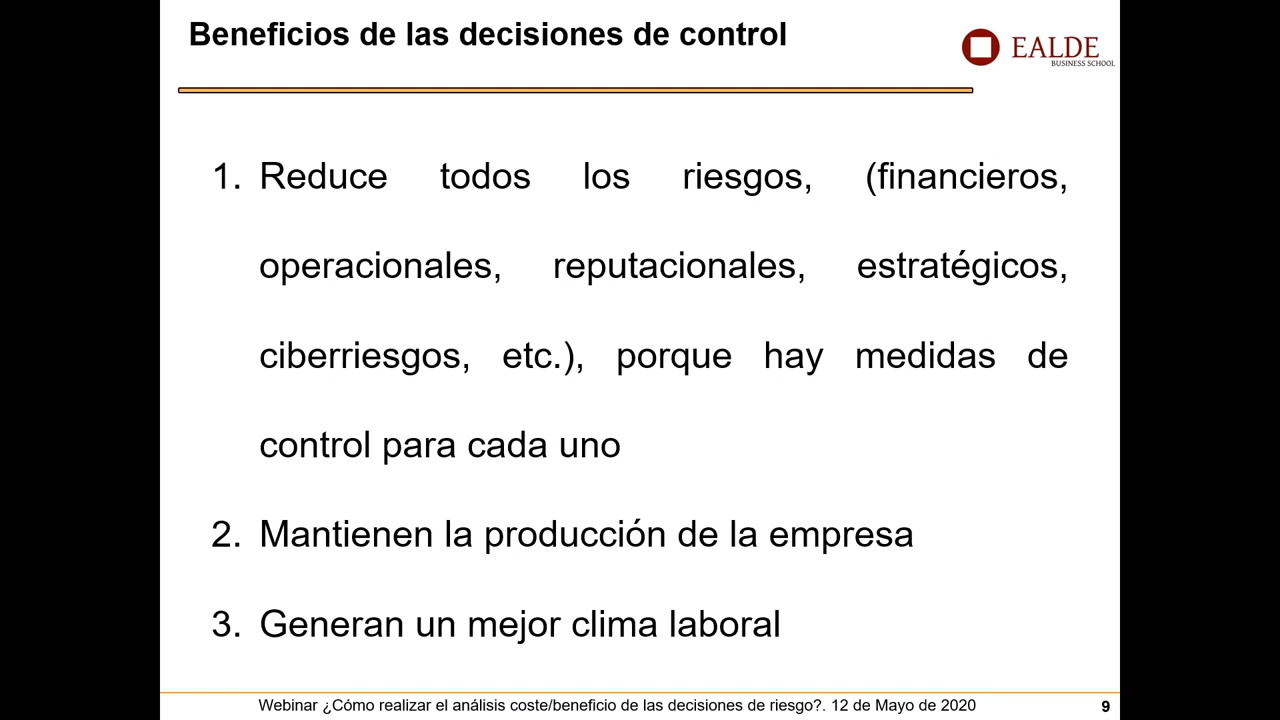 Beneficios de las decisiones de control
EALDE
BUSINESS SCHOOL
1. Reduce todos los riesgos, (financieros,
operacionales, reputacionales, estratégicos,
ciberriesgos, etc.), porque hay medidas de
control para cada uno
2. Mantienen la producción de la empresa
3. Generan un mejor clima laboral
Webinar ¿Cómo realizar el análisis coste/beneficio de las decisiones de riesgo?. 12 de Mayo de 2020
9